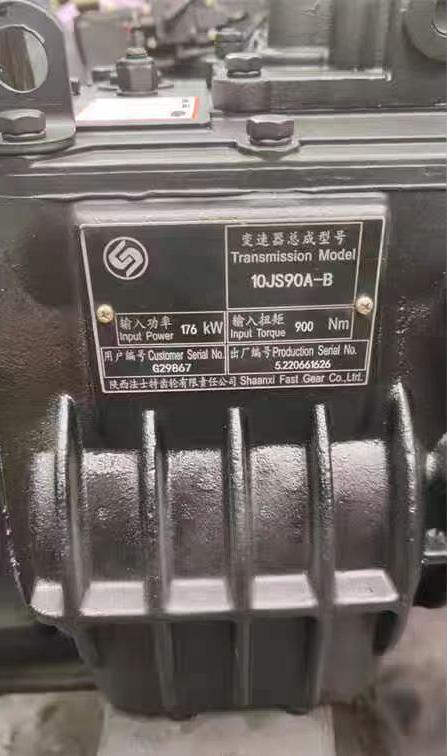 变速器总成型号
Transmission Model
10JS90A-B
输入功率 176 kW 输入扭矩 900 Nm
Input Power Input Torque
用户编号 Customer Serial No. 出厂编号 Production Serial No.
G29867 5.220661626
陕西法士特齿轮有限责任公司 Shaanxi Fast Gear Co.,Ltd.